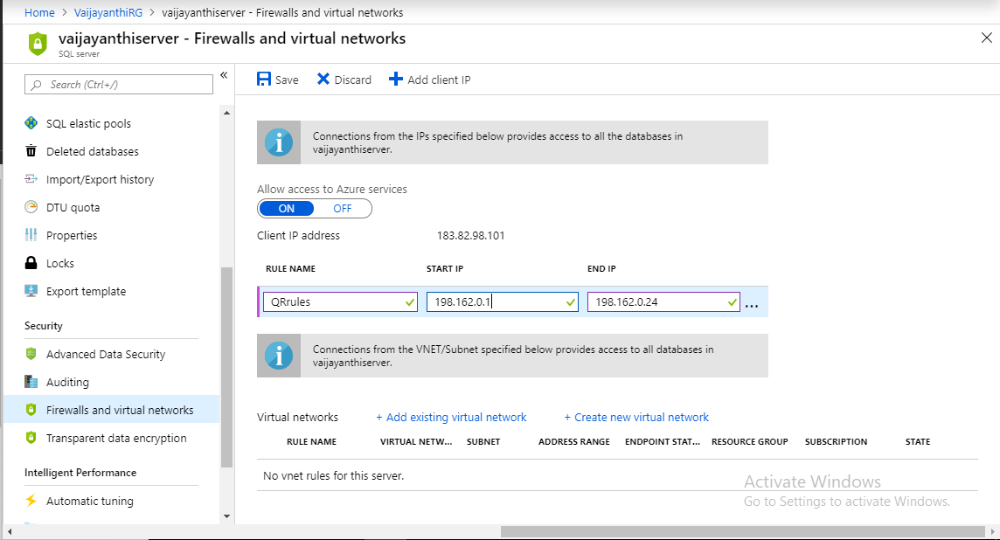 Home > VaijayanthiRG > vaijayanthiserver - Firewalls and virtual networks
vaijayanthiserver - Firewalls and virtual networks
SQL server
Search (Ctrl+/)
SQL elastic pools
Deleted databases
Import/Export history
DTU quota
Properties
Locks
Export template
Security
Advanced Data Security
Auditing
Firewalls and virtual networks
Transparent data encryption
Intelligent Performance
Automatic tuning
Save Discard + Add client IP
Connections from the IPs specified below provides access to all the databases in
vaijayanthiserver.
Allow access to Azure services
ON OFF
Client IP address 183.82.98.101
RULE NAME START IP END IP
QRrules 198.162.0.1 198.162.0.24 ...
Connections from the VNET/Subnet specified below provides access to all databases in
vaijayanthiserver.
Virtual networks + Add existing virtual network + Create new virtual network
RULE NAME VIRTUAL NETW... SUBNET ADDRESS RANGE ENDPOINT STAT... RESOURCE GROUP SUBSCRIPTION STATE
No vnet rules for this server.
Activate Windows
Go to Settings to activate Windows.